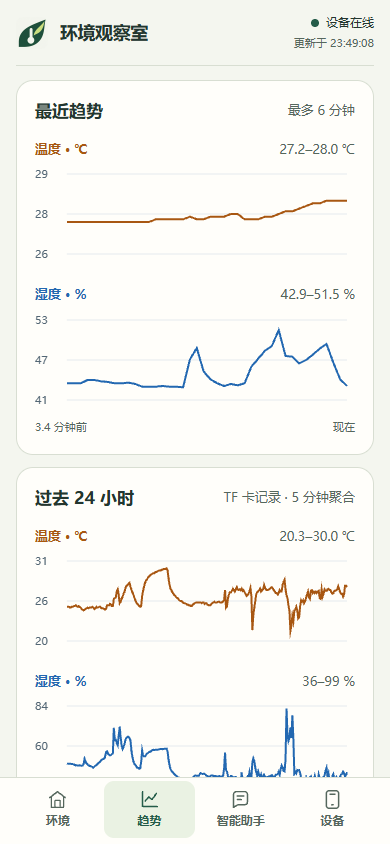 环境观察室
设备在线
更新于 23:49:08
最近趋势
最多 6 分钟
温度 • ℃
27.2–28.0 ℃
29
28
26
湿度 • %
42.9–51.5 %
53
47
41
3.4 分钟前
现在
过去 24 小时
TF 卡记录 · 5 分钟聚合
温度 • ℃
20.3–30.0 ℃
31
26
20
湿度 • %
36–99 %
84
60
环境
趋势
智能助手
设备